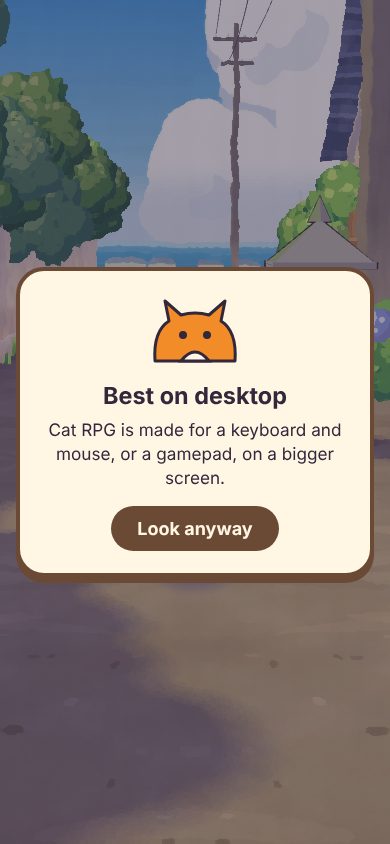 Best on desktop
Cat RPG is made for a keyboard and
mouse, or a gamepad, on a bigger
screen.
Look anyway